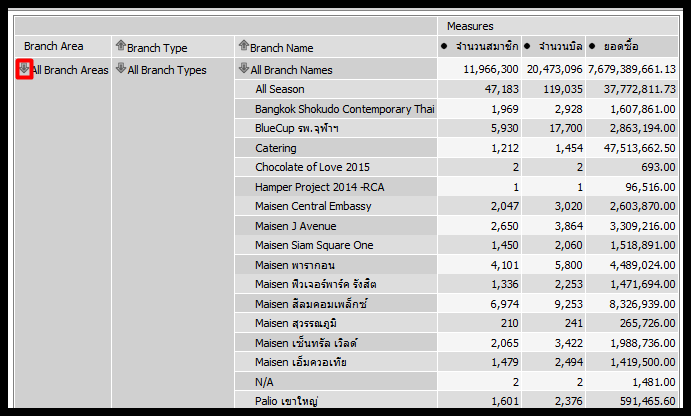 Measures
Branch Area Branch Type Branch Name จำนวนสมาชิก จำนวนบิล ยอดซื้อ
All Branch Areas All Branch Types All Branch Names 11,966,300 20,473,096 7,679,389,661.13
All Season 47,183 119,035 37,772,811.73
Bangkok Shokudo Contemporary Thai 1,969 2,928 1,607,861.00
BlueCup รพ.จุฬาฯ 5,930 17,700 2,863,194.00
Catering 1,212 1,454 47,513,662.50
Chocolate of Love 2015 2 2 693.00
Hamper Project 2014 -RCA 1 1 96,516.00
Maisen Central Embassy 2,047 3,020 2,603,870.00
Maisen J Avenue 2,650 3,864 3,309,216.00
Maisen Siam Square One 1,450 2,060 1,518,891.00
Maisen พารากอน 4,101 5,800 4,489,024.00
Maisen ฟิวเจอร์พาร์ค รังสิต 1,336 2,253 1,471,694.00
Maisen สีลมคอมเพล็กซ์ 6,974 9,253 8,326,939.00
Maisen สุวรรณภูมิ 210 241 265,726.00
Maisen เซ็นทรัล เวิลด์ 2,065 3,422 1,988,736.00
Maisen เอ็มควอเทีย 1,479 2,494 1,419,500.00
N/A 2 2 1,481.00
Palio เขาใหญ่ 1,601 2,376 591,465.60